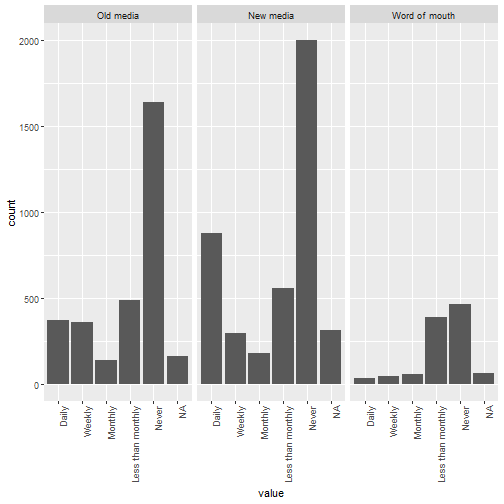 Old media
New media
Word of mouth
2000
1500
1000
500
0
count
Daily
Weekly
Monthly
Less than monthly
Never
NA
Daily
Weekly
Monthly
Less than monthly
Never
NA
Daily
Weekly
Monthly
Less than monthly
Never
NA
value